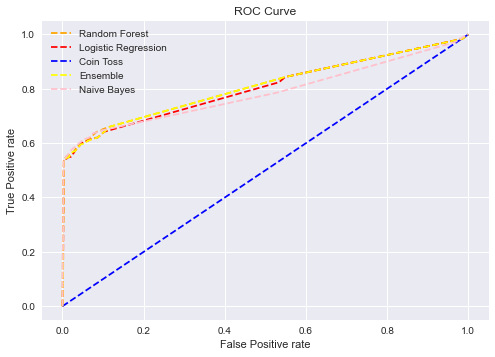 ROC Curve
Random Forest
Logistic Regression
Coin Toss
Ensemble
Naive Bayes
True Positive rate
1.0
0.8
0.6
0.4
0.2
0.0
0.0 0.2 0.4 0.6 0.8 1.0
False Positive rate